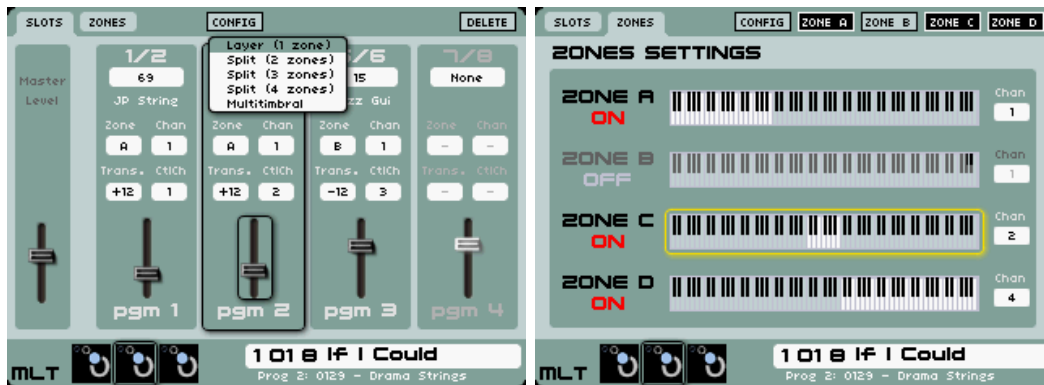 SLOTS ZONES CONFIG DELETE
Layer (1 zone)
Split (2 zones)
Split (3 zones)
Split (4 zones)
Multitimbral
Master
Level
1/2 /6 7/8
69 15 None
JP String zz Gui
Zone Chan Zone Chan Zone Chan Zone Chan
A 1 A 1 B 1 - -
Trans. CtlCh Trans. CtlCh Trans. CtlCh Trans. CtlCh
+12 1 +12 2 -12 3 - -
pgm 1 pgm 2 pgm 3 pgm 4
MLT 1 01 8 If I Could
Prog 2: 0129 - Drama Strings
SLOTS ZONES CONFIG ZONE A ZONE B ZONE C ZONE D
ZONES SETTINGS
ZONE A ON Chan 1
ZONE B OFF Chan 1
ZONE C ON Chan 2
ZONE D ON Chan 4
MLT 1 01 8 If I Could
Prog 2: 0129 - Drama Strings